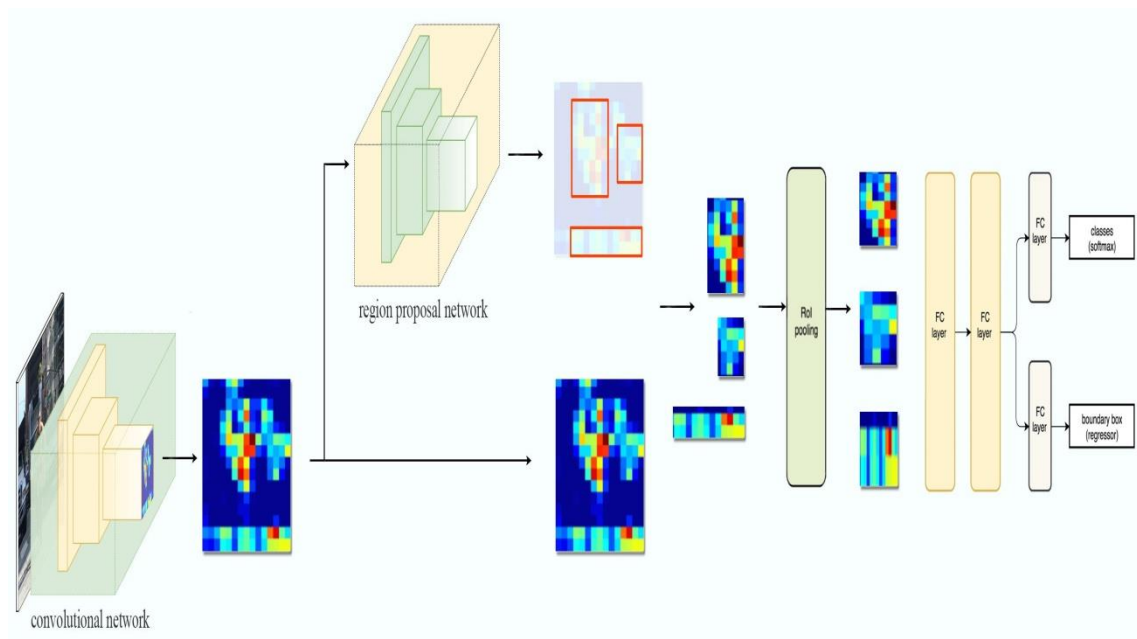 region proposal network
convolutional network
RoI
pooling
FC
layer
FC
layer
FC
layer
classes
(softmax)
FC
layer
boundary box
(regressor)